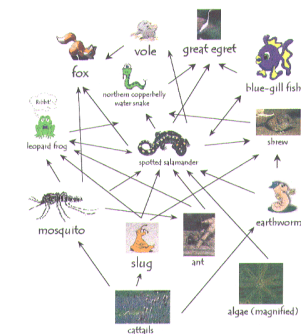 vole
great egret
fox
northern copperbelly
water snake
blue-gill fish
Ribbit!
leopard frog
shrew
spotted salamander
mosquito
earthworm
slug
ant
algae (magnified)
cattails